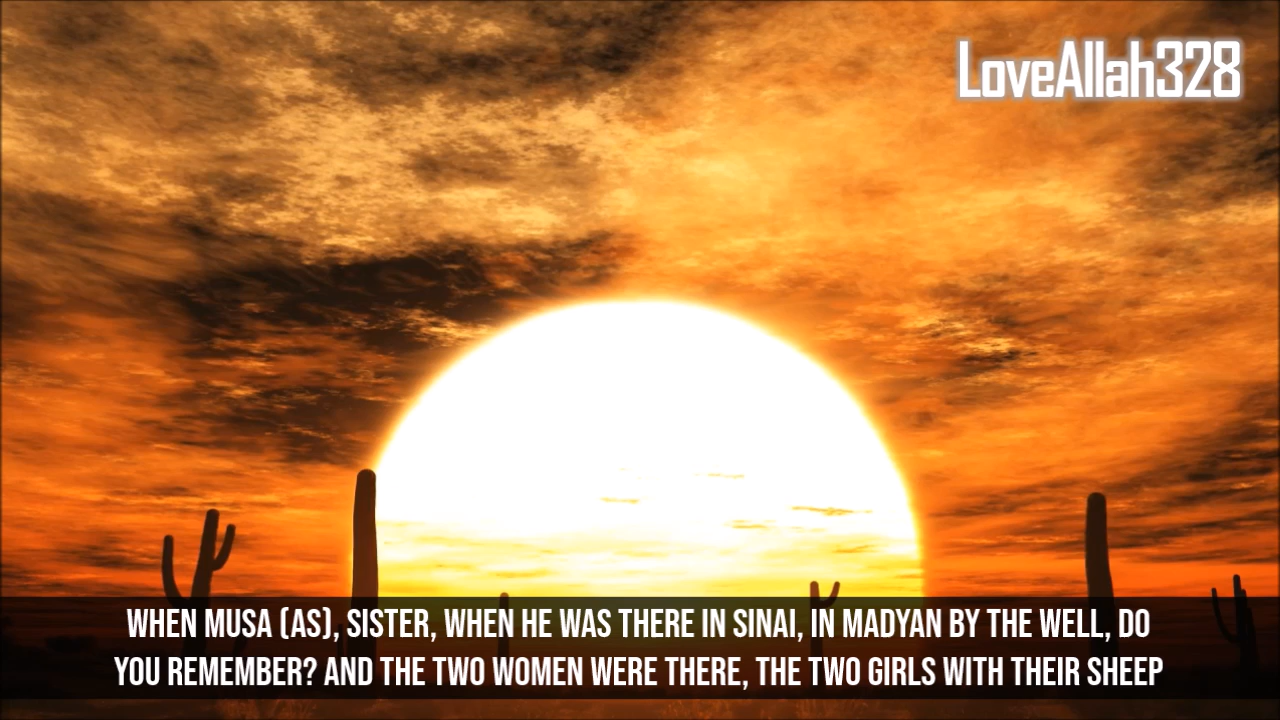 LoveAllah328
WHEN MUSA (AS), SISTER, WHEN HE WAS THERE IN SINAI, IN MADYAN BY THE WELL, DO
YOU REMEMBER? AND THE TWO WOMEN WERE THERE, THE TWO GIRLS WITH THEIR SHEEP